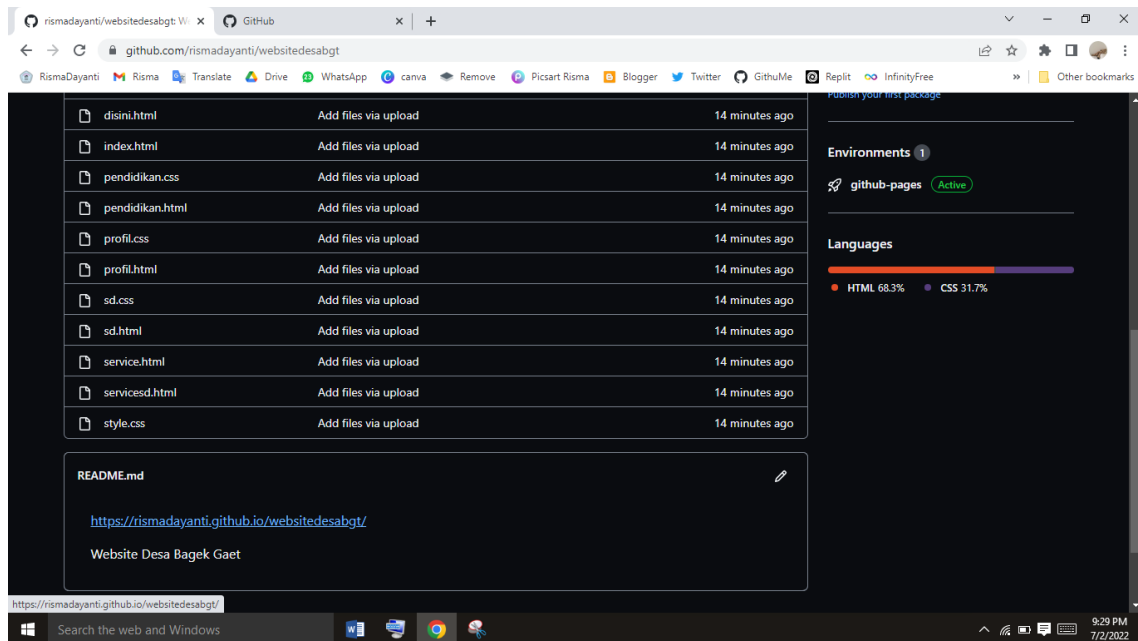 rismadayanti/websitedesabgt: W
GitHub
github.com/rismadayanti/websitedesabgt
RismaDayanti Risma Translate Drive WhatsApp canva Remove Picsart Risma Blogger Twitter GithuMe Replit InfinityFree » Other bookmarks
Publish your first package
disini.html Add files via upload 14 minutes ago
index.html Add files via upload 14 minutes ago
pendidikan.css Add files via upload 14 minutes ago
pendidikan.html Add files via upload 14 minutes ago
profil.css Add files via upload 14 minutes ago
profil.html Add files via upload 14 minutes ago
sd.css Add files via upload 14 minutes ago
sd.html Add files via upload 14 minutes ago
service.html Add files via upload 14 minutes ago
servicesd.html Add files via upload 14 minutes ago
style.css Add files via upload 14 minutes ago
Environments 1
github-pages Active
Languages
HTML 68.3% CSS 31.7%
README.md
https://rismadayanti.github.io/websitedesabgt/
Website Desa Bagek Gaet
https://rismadayanti.github.io/websitedesabgt/
Search the web and Windows
9:29 PM
7/2/2022